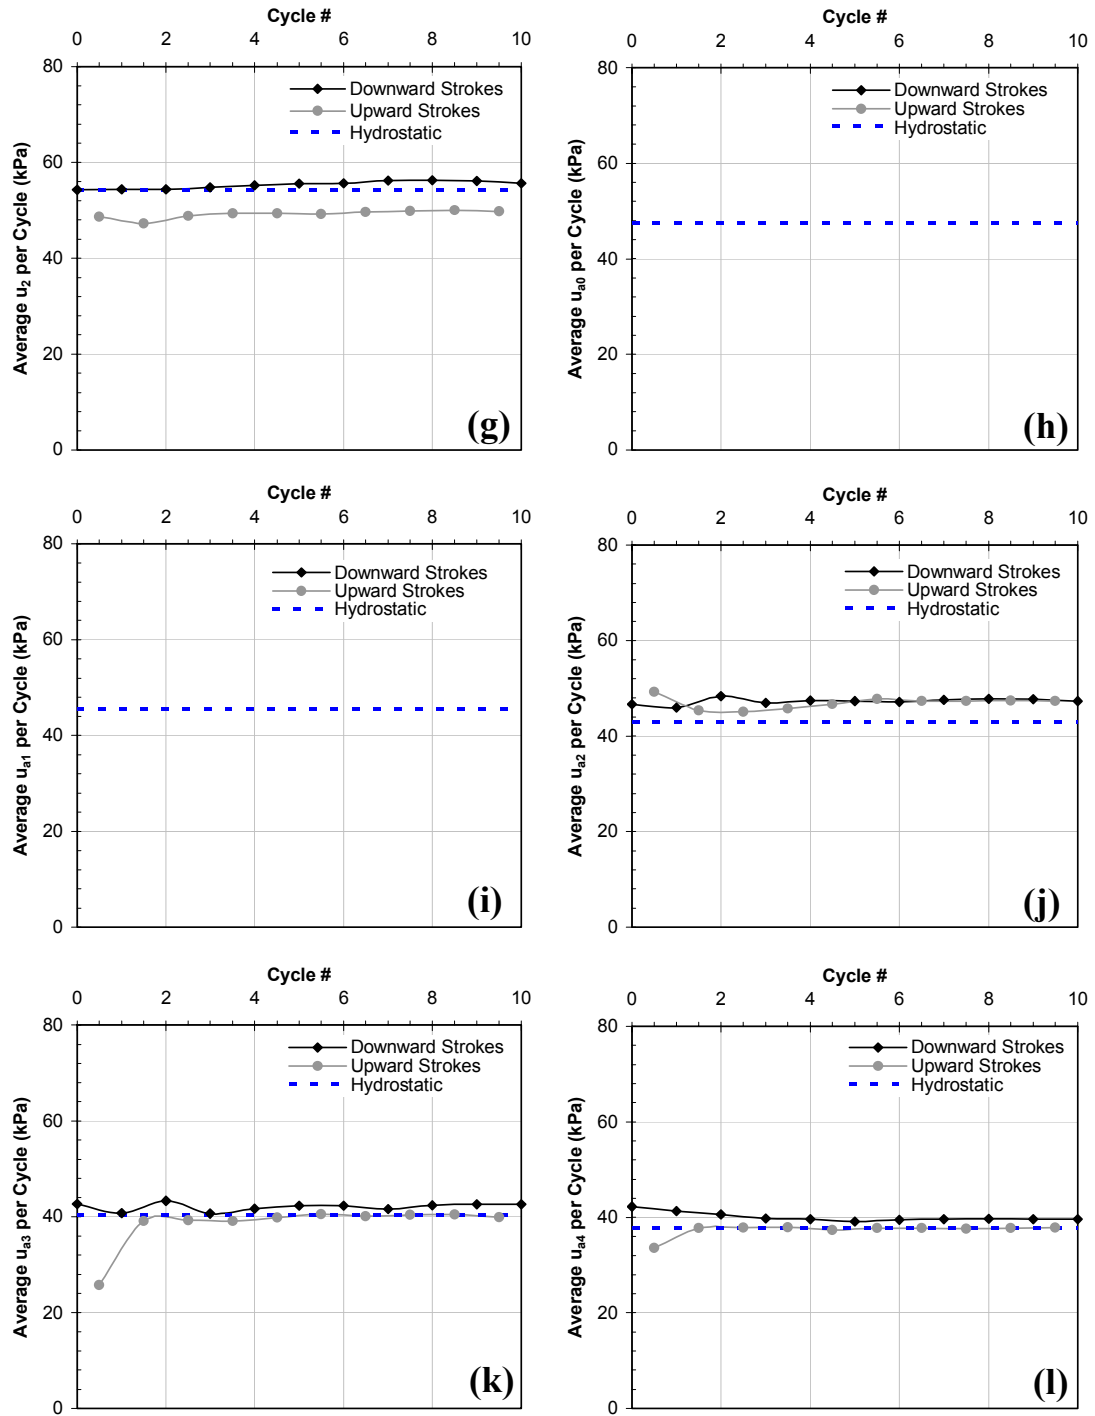 Cycle #
0 2 4 6 8 10
80
60
40
20
0
Average u2 per Cycle (kPa)
Downward Strokes
Upward Strokes
Hydrostatic
(g)
Cycle #
0 2 4 6 8 10
80
60
40
20
0
Average ua0 per Cycle (kPa)
Downward Strokes
Upward Strokes
Hydrostatic
(h)
Cycle #
0 2 4 6 8 10
80
60
40
20
0
Average ua1 per Cycle (kPa)
Downward Strokes
Upward Strokes
Hydrostatic
(i)
Cycle #
0 2 4 6 8 10
80
60
40
20
0
Average ua2 per Cycle (kPa)
Downward Strokes
Upward Strokes
Hydrostatic
(j)
Cycle #
0 2 4 6 8 10
80
60
40
20
0
Average ua3 per Cycle (kPa)
Downward Strokes
Upward Strokes
Hydrostatic
(k)
Cycle #
0 2 4 6 8 10
80
60
40
20
0
Average ua4 per Cycle (kPa)
Downward Strokes
Upward Strokes
Hydrostatic
(l)